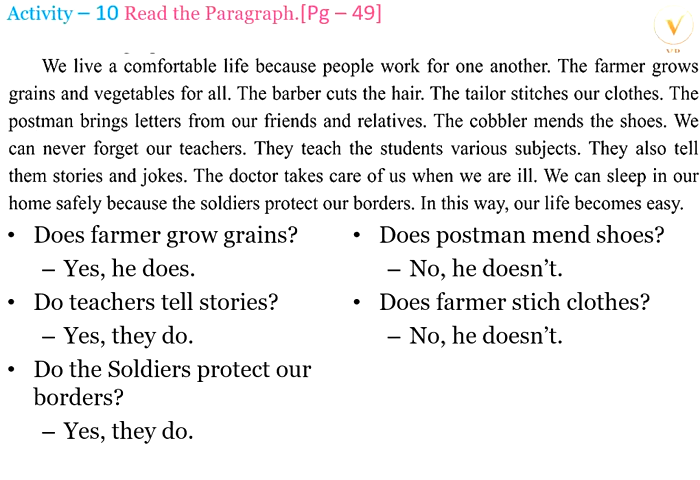 Activity – 10 Read the Paragraph.[Pg – 49]
V
VD
We live a comfortable life because people work for one another. The farmer grows
grains and vegetables for all. The barber cuts the hair. The tailor stitches our clothes. The
postman brings letters from our friends and relatives. The cobbler mends the shoes. We
can never forget our teachers. They teach the students various subjects. They also tell
them stories and jokes. The doctor takes care of us when we are ill. We can sleep in our
home safely because the soldiers protect our borders. In this way, our life becomes easy.
• Does farmer grow grains?
– Yes, he does.
• Do teachers tell stories?
– Yes, they do.
• Do the Soldiers protect our
borders?
– Yes, they do.
• Does postman mend shoes?
– No, he doesn't.
• Does farmer stich clothes?
– No, he doesn't.